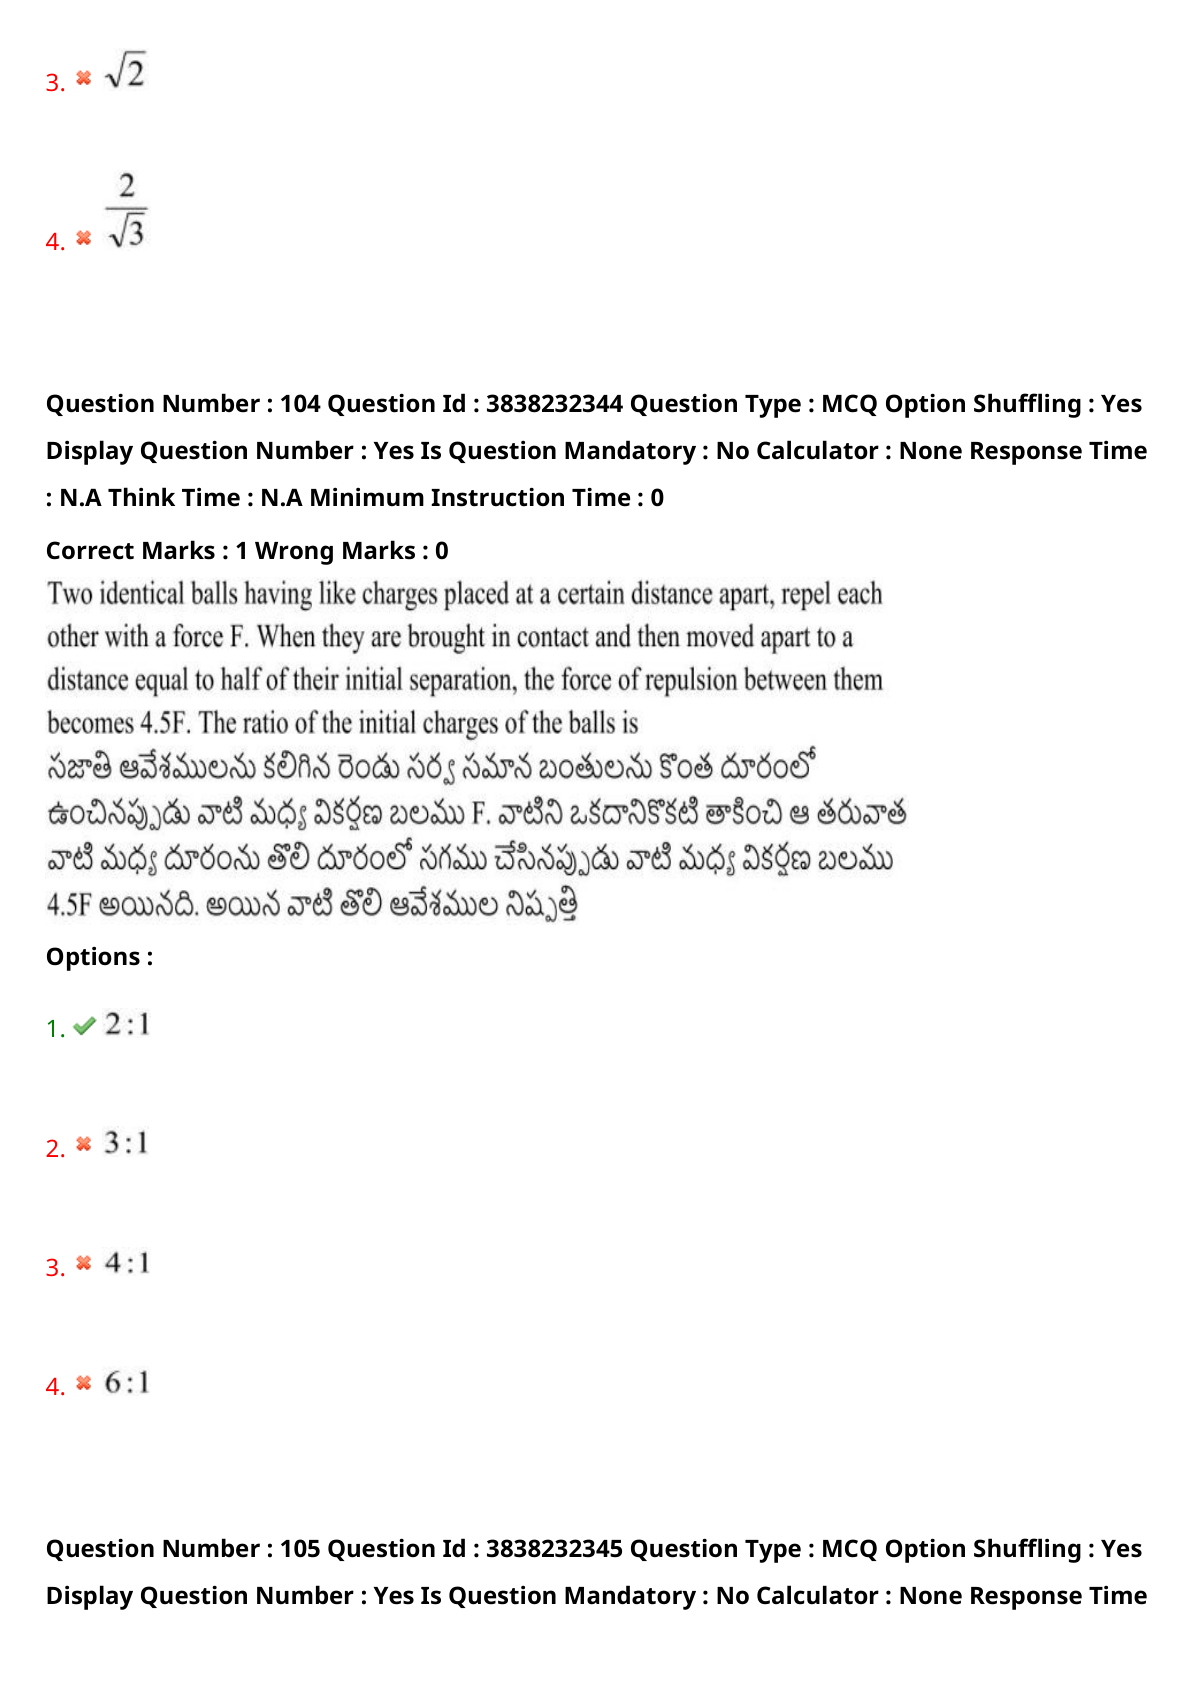 3. √2
4. 2/√3
Question Number : 104 Question Id : 3838232344 Question Type : MCQ Option Shuffling : Yes
Display Question Number : Yes Is Question Mandatory : No Calculator : None Response Time
: N.A Think Time : N.A Minimum Instruction Time : 0
Correct Marks : 1 Wrong Marks : 0
Two identical balls having like charges placed at a certain distance apart, repel each
other with a force F. When they are brought in contact and then moved apart to a
distance equal to half of their initial separation, the force of repulsion between them
becomes 4.5F. The ratio of the initial charges of the balls is
సజాతి ఆవేశములను కలిగిన రెండు సర్వ సమాన బంతులను కొంత దూరంలో
ఉంచినప్పుడు వాటి మధ్య వికర్షణ బలము F. వాటిని ఒకదానికొకటి తాకించి ఆ తరువాత
వాటి మధ్య దూరంను తొలి దూరంలో సగము చేసినప్పుడు వాటి మధ్య వికర్షణ బలము
4.5F అయినది. అయిన వాటి తొలి ఆవేశముల నిష్పత్తి
Options :
1. 2:1
2. 3:1
3. 4:1
4. 6:1
Question Number : 105 Question Id : 3838232345 Question Type : MCQ Option Shuffling : Yes
Display Question Number : Yes Is Question Mandatory : No Calculator : None Response Time